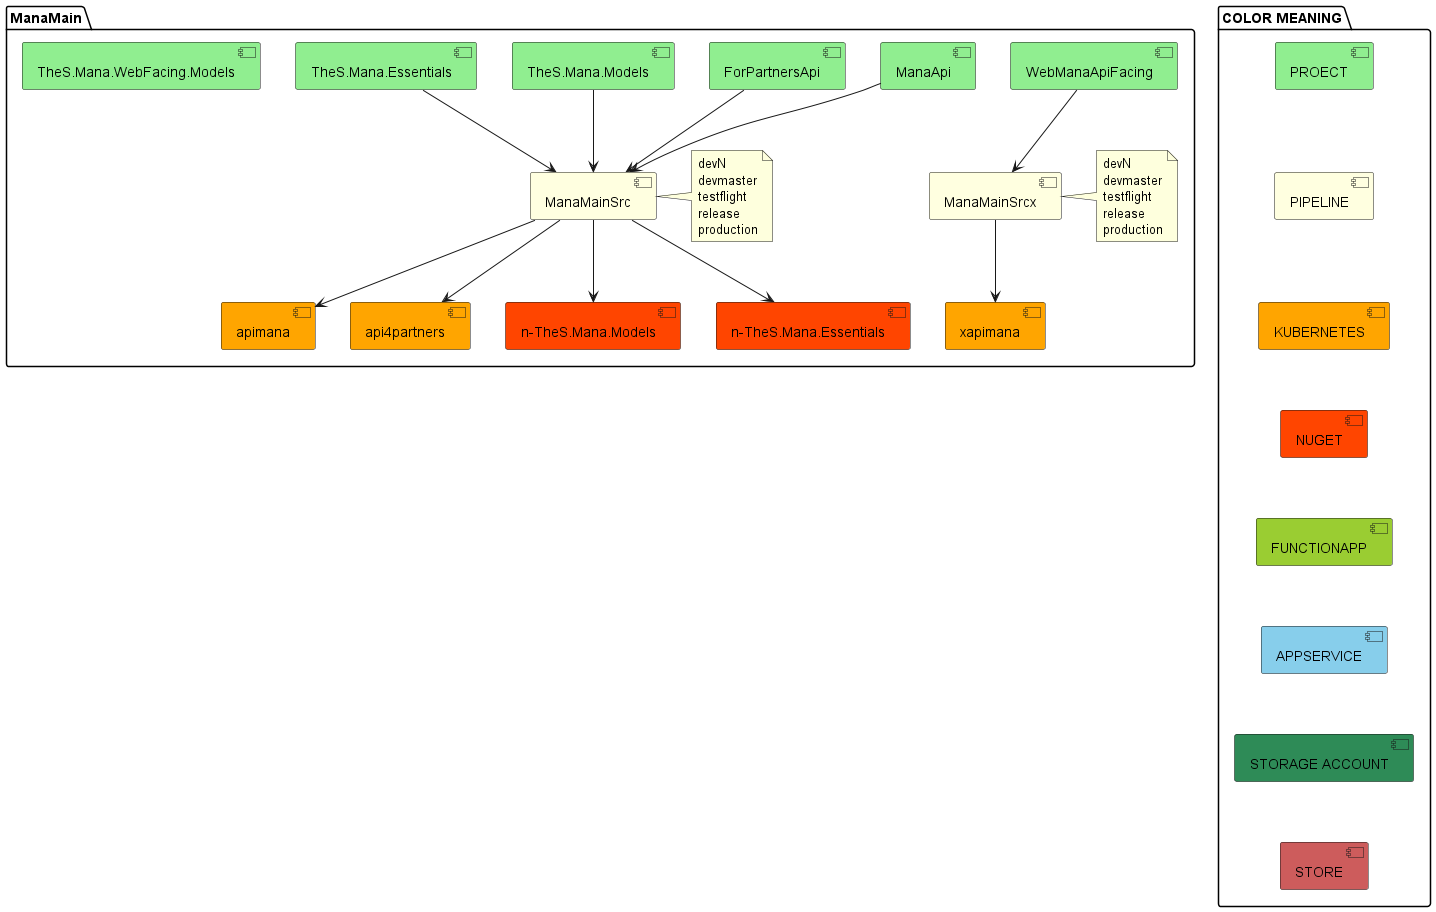 ManaMain
COLOR MEANING
TheS.Mana.WebFacing.Models
TheS.Mana.Essentials
TheS.Mana.Models
ForPartnersApi
ManaApi
WebManaApiFacing
PROECT
ManaMainSrc
devN
devmaster
testflight
release
production
ManaMainSrcx
devN
devmaster
testflight
release
production
PIPELINE
apimana
api4partners
n-TheS.Mana.Models
n-TheS.Mana.Essentials
xapimana
KUBERNETES
NUGET
FUNCTIONAPP
APPSERVICE
STORAGE ACCOUNT
STORE